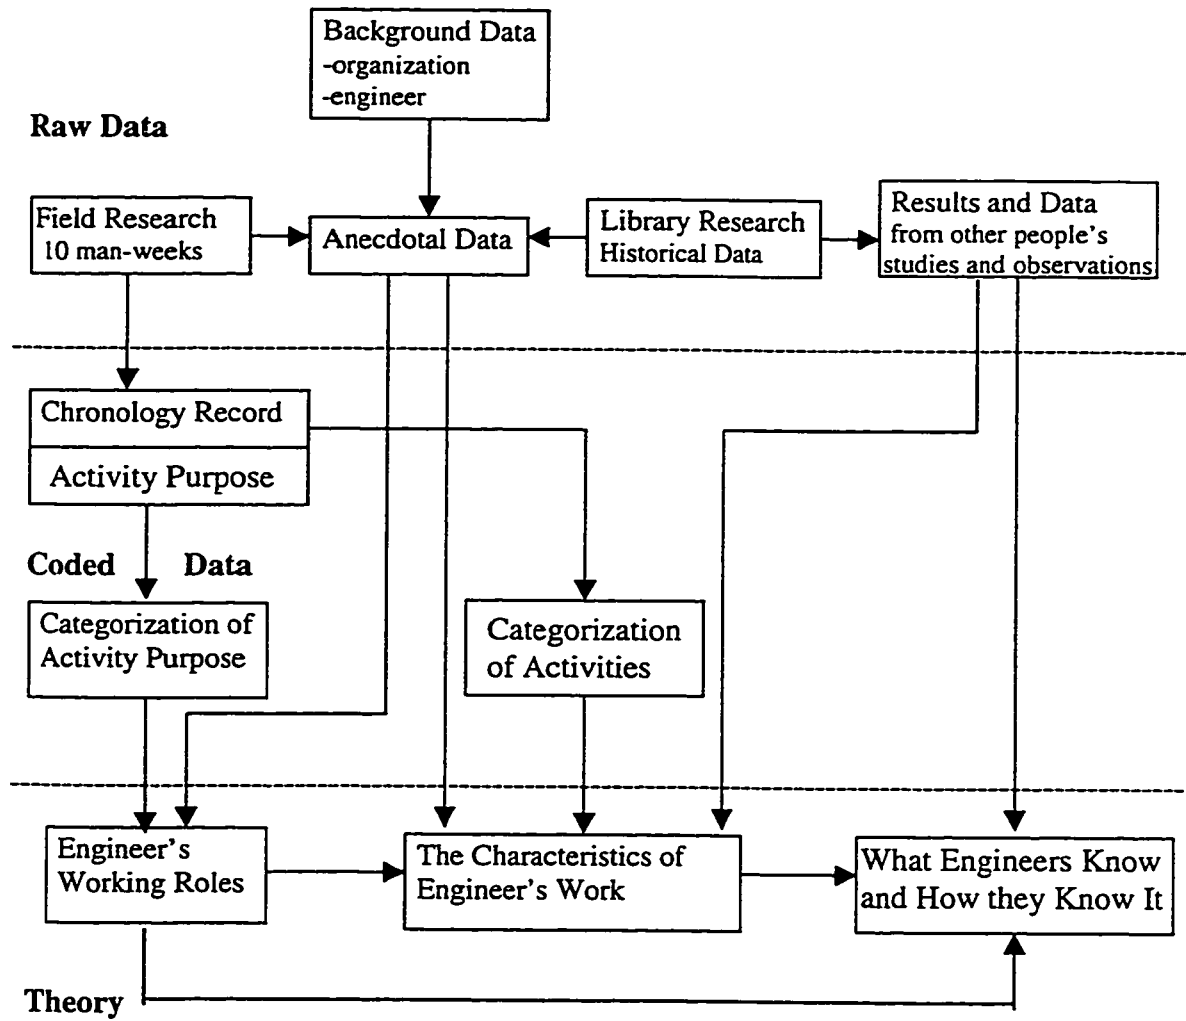 Background Data
-organization
-engineer
Raw Data
Field Research
10 man-weeks
Anecdotal Data
Library Research
Historical Data
Results and Data
from other people's
studies and observations
Chronology Record
Activity Purpose
Coded Data
Categorization of
Activity Purpose
Categorization
of Activities
Engineer's
Working Roles
The Characteristics of
Engineer's Work
What Engineers Know
and How they Know It
Theory